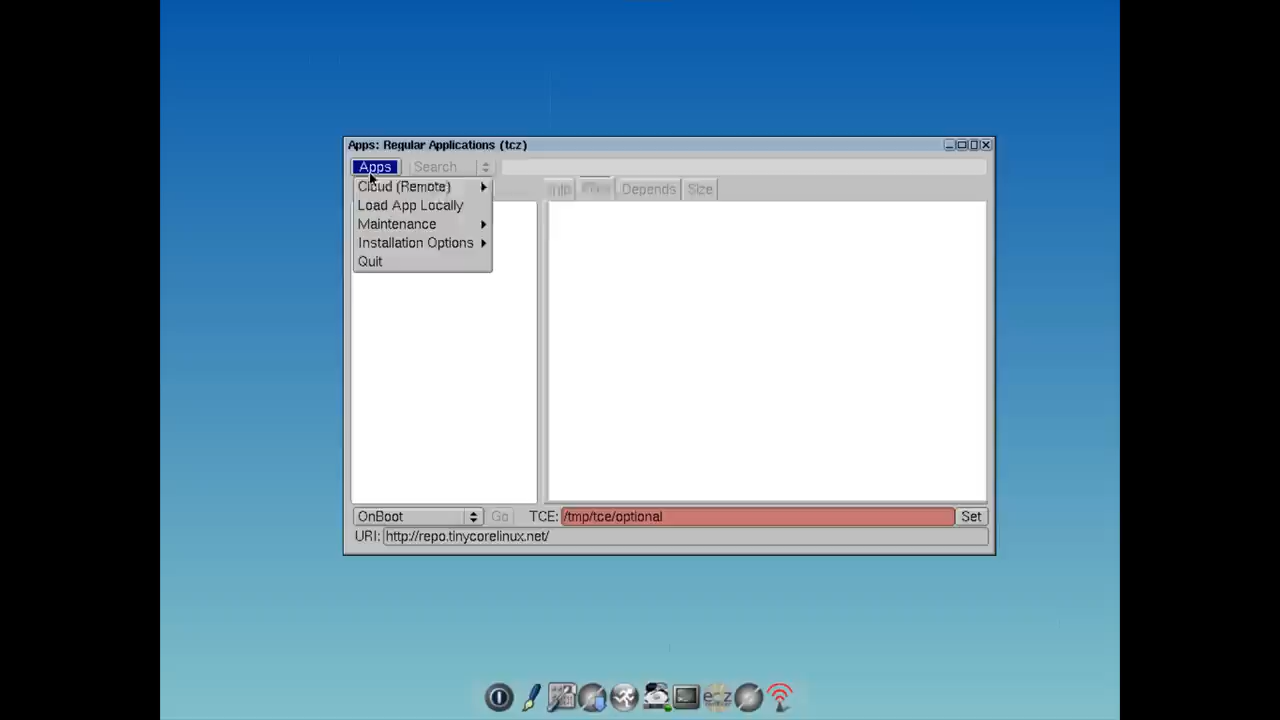 Apps: Regular Applications (tcz)
Apps Search
Cloud (Remote)
Load App Locally
Maintenance
Installation Options
Quit
Depends Size
OnBoot Go TCE: /tmp/tce/optional Set
URI: http://repo.tinycorelinux.net/